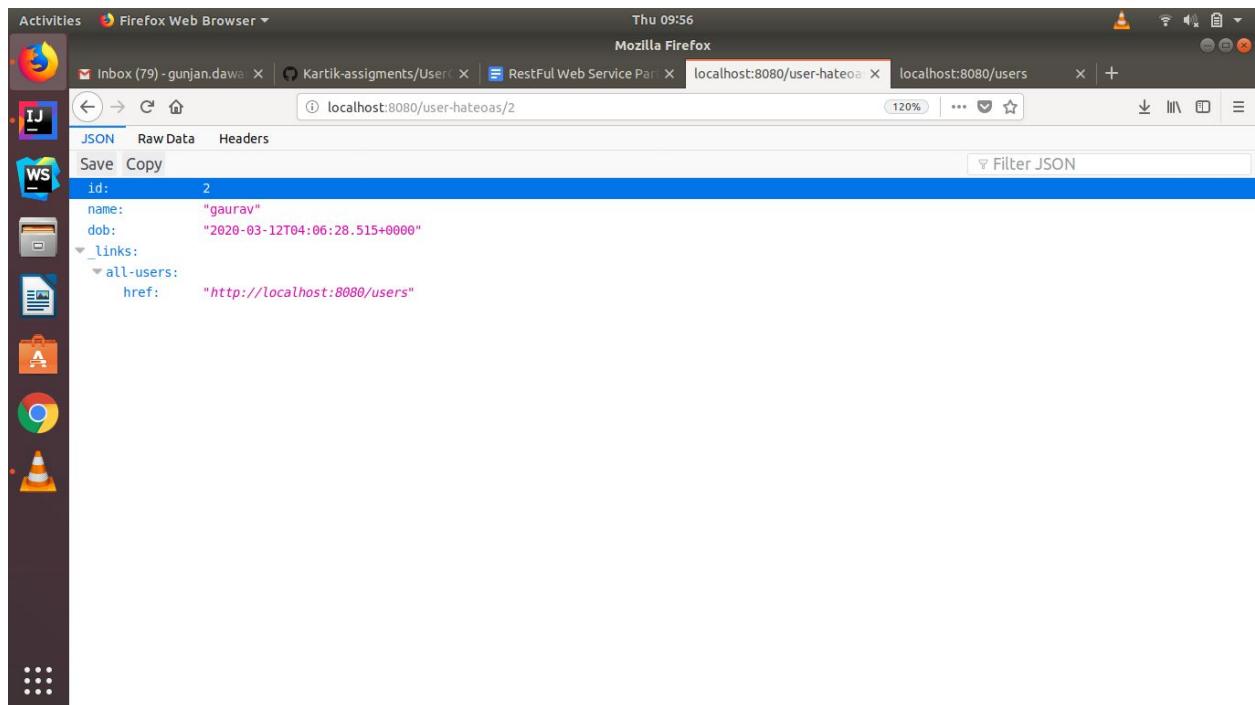 Activities Firefox Web Browser Thu 09:56
Mozilla Firefox
Inbox (79) - gunjan.dawa Kartik-assigments/User RestFul Web Service Par localhost:8080/user-hateoa localhost:8080/users
localhost:8080/user-hateoas/2 120%
JSON Raw Data Headers
Save Copy Filter JSON
id: 2
name: "gaurav"
dob: "2020-03-12T04:06:28.515+0000"
_links:
all-users:
href: "http://localhost:8080/users"
IJ
WS